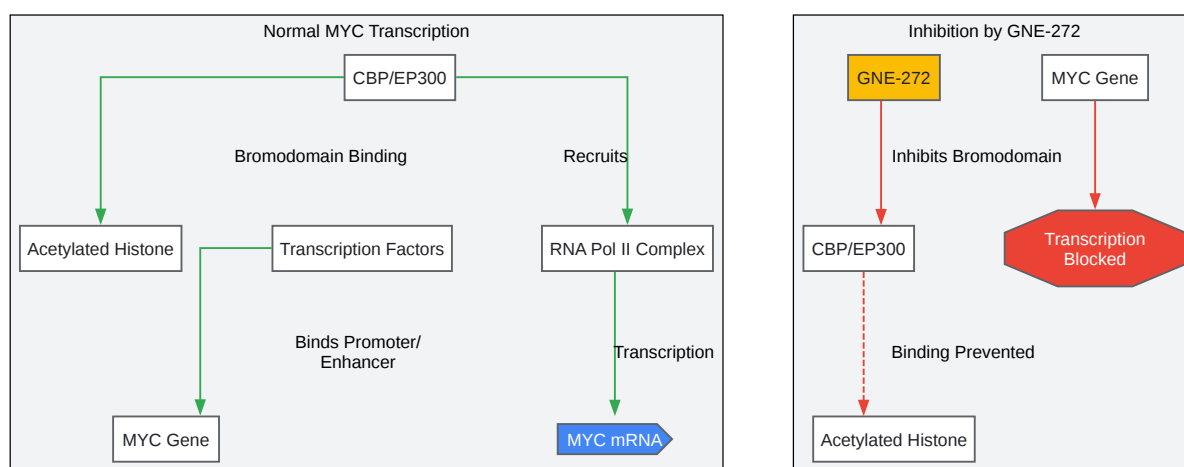 Normal MYC Transcription
CBP/EP300
Bromodomain Binding
Recruits
Acetylated Histone
Transcription Factors
RNA Pol II Complex
Binds Promoter/
Enhancer
Transcription
MYC Gene
MYC mRNA
Inhibition by GNE-272
GNE-272
MYC Gene
Inhibits Bromodomain
CBP/EP300
Transcription
Blocked
Binding Prevented
Acetylated Histone